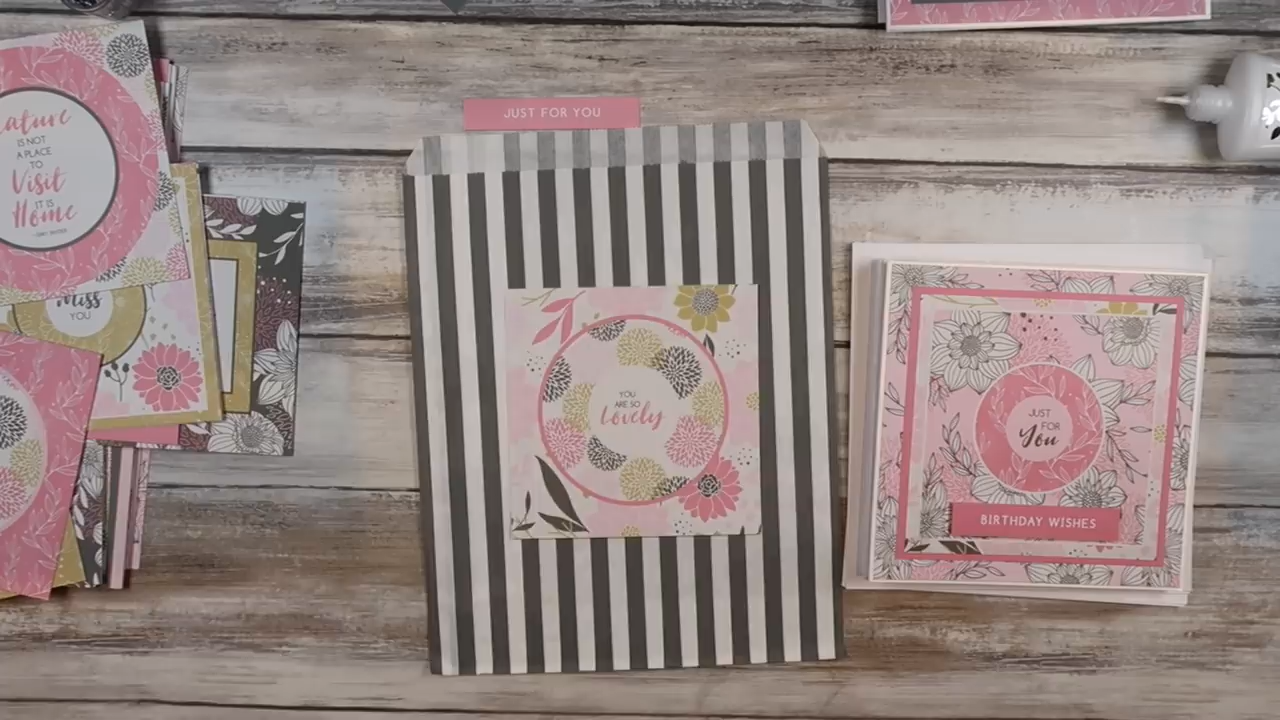 JUST FOR YOU
ature
IS NOT
A PLACE
TO
Visit
IT IS
Home
Miss
YOU
YOU
ARE SO
Lovely
JUST
FOR
You
BIRTHDAY WISHES